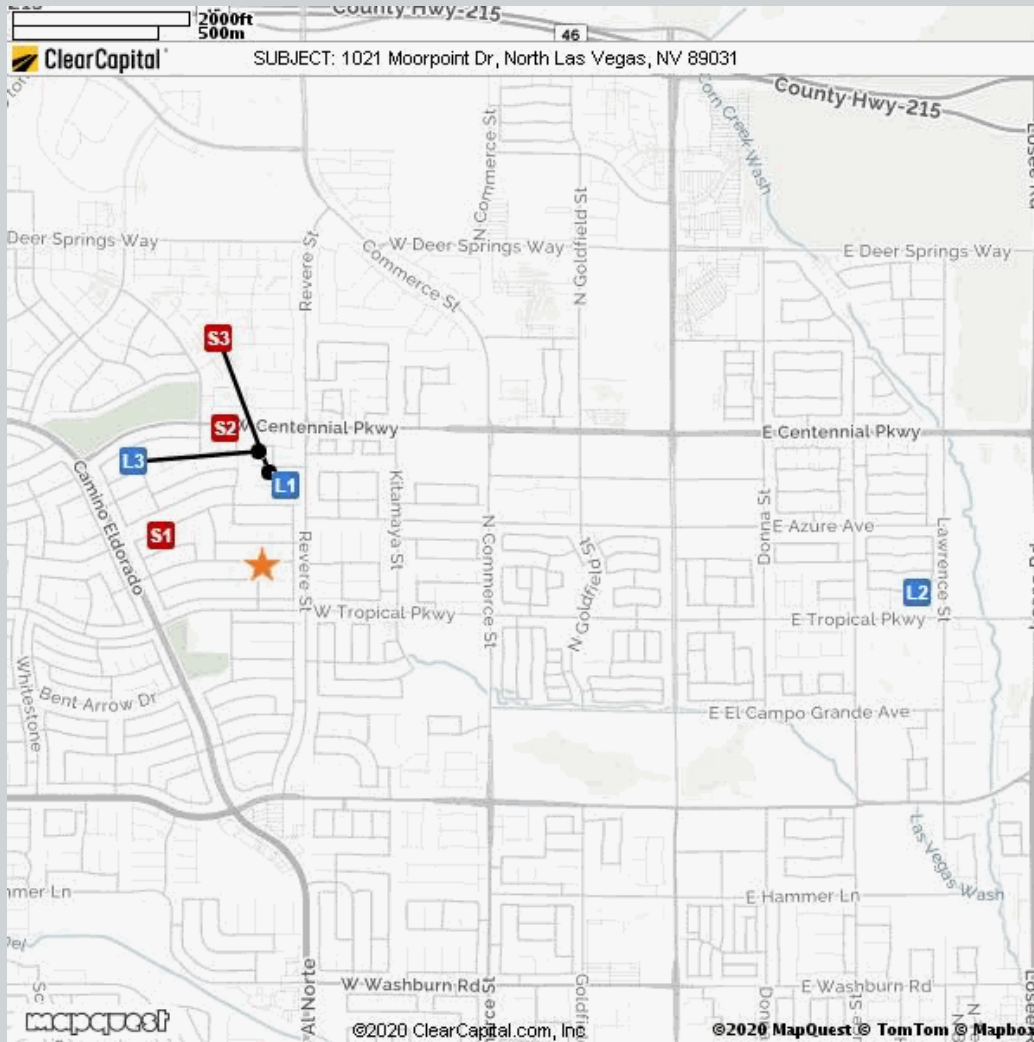 2000ft
500m
County Hwy-215
46
ClearCapital
SUBJECT: 1021 Moorpoint Dr, North Las Vegas, NV 89031
County Hwy-215
Corn Creek Wash
N Commerce St
Deer Springs Way
Revere St
W Deer Springs Way
Commerce St
N Goldfield St
E Deer Springs Way
S3
S2
W Centennial Pkwy
E Centennial Pkwy
L3
L1
Camino Eldorado
Kitamaya St
S1
Revere St
N Commerce St
N Goldfield St
Donna St
E Azure Ave
Lawrence St
L2
W Tropical Pkwy
E Tropical Pkwy
Whitestone
Bent Arrow Dr
E El Campo Grande Ave
Las Vegas Wash
mmer Ln
E Hammer Ln
Al Norte
W Washburn Rd
E Washburn Rd
mapquest
©2020 ClearCapital.com, Inc
©2020 MapQuest © TomTom © Mapbox